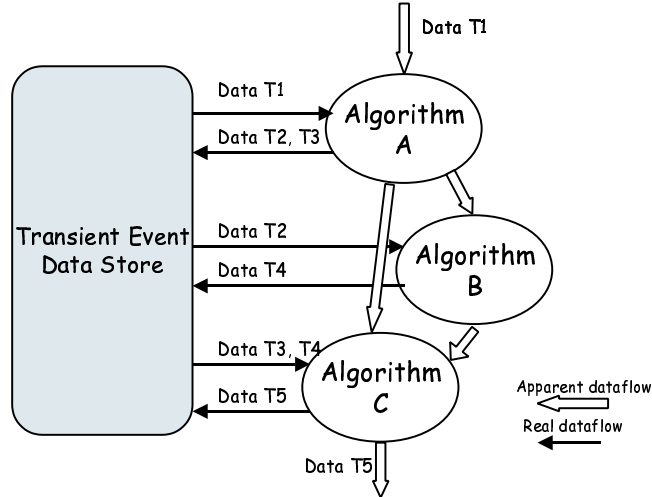 Data T1
Data T1
Algorithm
A
Data T2, T3
Transient Event
Data Store
Data T2
Algorithm
B
Data T4
Data T3, T4
Algorithm
C
Data T5
Apparent dataflow
Real dataflow
Data T5